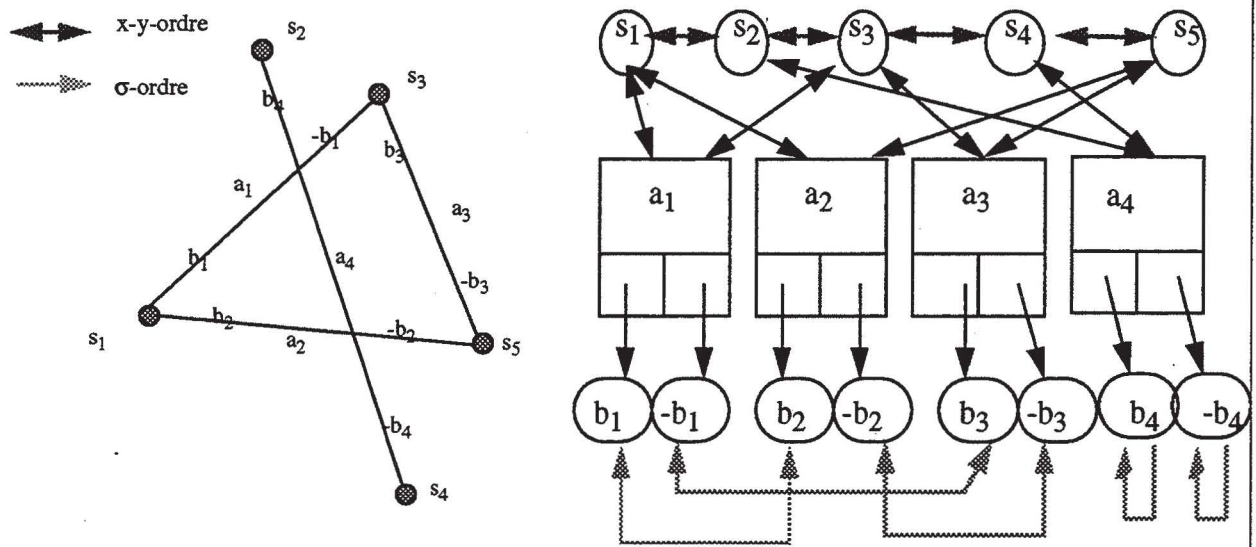 x-y-ordre
σ-ordre
s2
s3
b4
-b1
b3
a1
a3
b1
a4
-b3
s1
b2
a2
-b2
s5
-b4
s4
s1 s2 s3 s4 s5
a1 a2 a3 a4
b1 -b1 b2 -b2 b3 -b3 b4 -b4